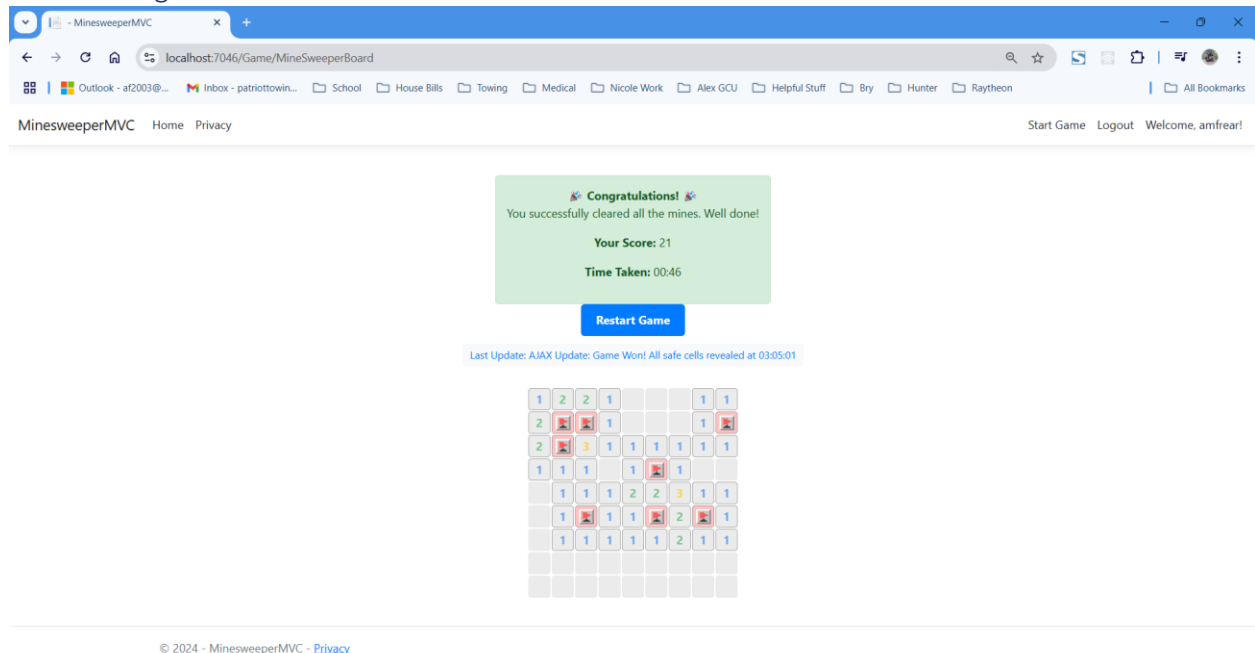 - MinesweeperMVC
localhost:7046/Game/MineSweeperBoard
Outlook - af2003@... Inbox - patriottowin... School House Bills Towing Medical Nicole Work Alex GCU Helpful Stuff Bry Hunter Raytheon All Bookmarks
MinesweeperMVC Home Privacy Start Game Logout Welcome, amfrear!
🎉 Congratulations! 🎉
You successfully cleared all the mines. Well done!
Your Score: 21
Time Taken: 00:46
Restart Game
Last Update: AJAX Update: Game Won! All safe cells revealed at 03:05:01
1 2 2 1 1 1
2 1 1
2 3 1 1 1 1 1 1
1 1 1 1 1
1 1 1 2 2 3 1 1
1 1 1 2 1
1 1 1 1 1 2 1 1
© 2024 - MinesweeperMVC - Privacy